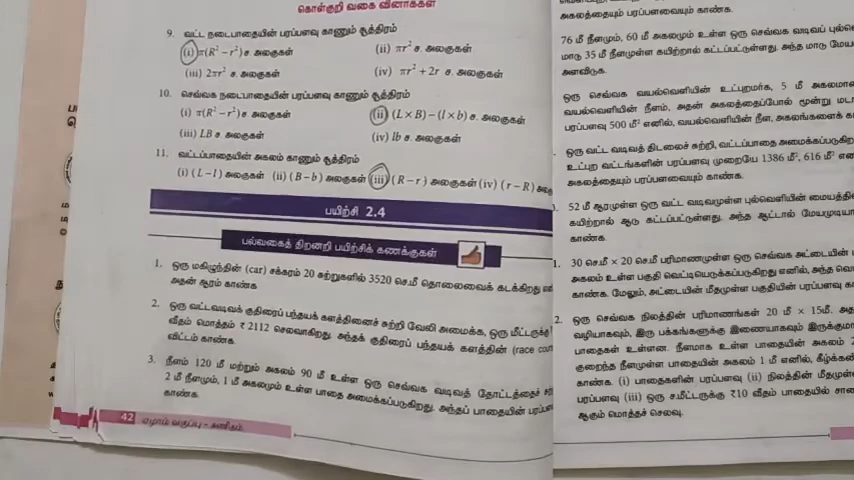 கொள்குறி வகை வினாக்கள்
9. வட்ட நடைபாதையின் பரப்பளவு காணும் சூத்திரம்
(i) π(R² – r²) ச. அலகுகள் (ii) πr² ச. அலகுகள்
(iii) 2πr² ச. அலகுகள் (iv) πr² + 2r ச. அலகுகள்
10. செவ்வக நடைபாதையின் பரப்பளவு காணும் சூத்திரம்
(i) π(R² – r²) ச. அலகுகள் (ii) (L × B) – (l × b) ச. அலகுகள்
(iii) LB ச. அலகுகள் (iv) lb ச. அலகுகள்
11. வட்டப்பாதையின் அகலம் காணும் சூத்திரம்
(i) (L – l) அலகுகள் (ii) (B – b) அலகுகள் (iii) (R – r) அலகுகள் (iv) (r – R)
பயிற்சி 2.4
பல்வகைத் திறனறி பயிற்சிக் கணக்குகள்
1. ஒரு மகிழுந்தின் (car) சக்கரம் 20 சுற்றுகளில் 3520 செ.மீ தொலைவைக் கடக்கிறது
அதன் ஆரம் காண்க
2. ஒரு வட்டவடிவக் குதிரைப் பந்தயக் களத்தினைச் சுற்றி வேலி அமைக்க, ஒரு மீட்டருக்கு
வீதம் மொத்தம் ₹ 2112 செலவாகிறது. அந்தக் குதிரைப் பந்தயக் களத்தின் (race
விட்டம் காண்க.
3. நீளம் 120 மீ மற்றும் அகலம் 90 மீ உள்ள ஒரு செவ்வக வடிவத் தோட்டத்தைச்
2 மீ நீளமும், 1 மீ அகலமும் உள்ள பாதை அமைக்கப்படுகிறது. அந்தப் பாதையின்
காண்க.
42 ஏழாம் வகுப்பு – கணிதம்
அகலத்தையும் பரப்பளவையும் காண்க.
76 மீ நீளமும், 60 மீ அகலமும் உள்ள ஒரு செவ்வக வடிவப்
மாடு 35 மீ நீளமுள்ள கயிற்றால் கட்டப்பட்டுள்ளது. அந்த மாடு
அளவிடுக.
ஒரு செவ்வக வயல்வெளியின் உட்புறமாக, 5 மீ
வயல்வெளியின் நீளம், அதன் அகலத்தைப்போல் மூன்று
பரப்பளவு 500 மீ² எனில், வயல்வெளியின் நீள, அகலங்களைக்
ஒரு வட்ட வடிவத் திடலைச் சுற்றி, வட்டப்பாதை
உட்புற வட்டங்களின் பரப்பளவு முறையே 1386 மீ², 616 மீ²
அகலத்தையும் பரப்பளவையும் காண்க.
52 மீ ஆரமுள்ள ஒரு வட்ட வடிவமுள்ள புல்வெளியின்
கயிற்றால் ஆடு கட்டப்பட்டுள்ளது. அந்த ஆட்டால்
காண்க.
1. 30 செ.மீ × 20 செ.மீ பரிமாணமுள்ள ஒரு செவ்வக அட்டையின்
அகலம் உள்ள பகுதி வெட்டியெடுக்கப்படுகிறது எனில், அந்த
காண்க. மேலும், அட்டையின் மீதமுள்ள பகுதியின் பரப்பளவு
2. ஒரு செவ்வக நிலத்தின் பரிமாணங்கள் 20 மீ × 15மீ.
வழியாகவும், இரு பக்கங்களுக்கு இணையாகவும்
பாதைகள் உள்ளன. நீளமாக உள்ள பாதையின் அகலம்
குறைந்த நீளமுள்ள பாதையின் அகலம் 1 மீ எனில்,
காண்க. (i) பாதைகளின் பரப்பளவு (ii) நிலத்தின்
பரப்பளவு (iii) ஒரு ச.மீட்டருக்கு ₹10 வீதம் பாதையில்
ஆகும் மொத்தச் செலவு.